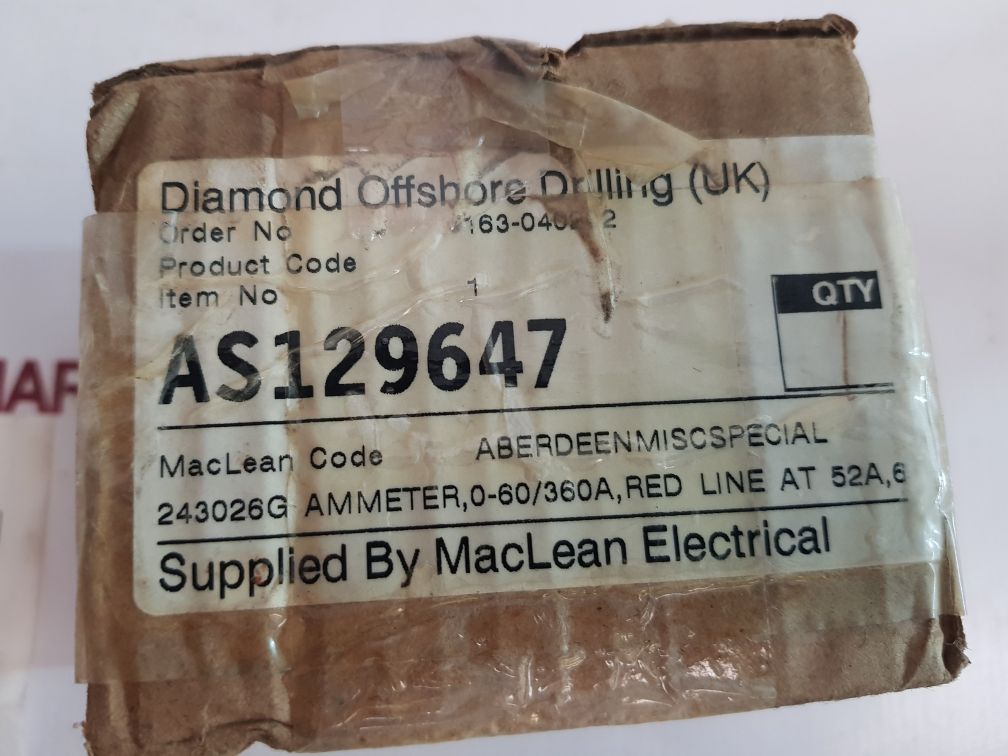 Diamond Offshore Drilling (UK)
Order No
Product Code
Item No 1
QTY
AS129647
MacLean Code ABERDEENMISCSPECIAL
243026G AMMETER,0-60/360A,RED LINE AT 52A,6
Supplied By MacLean Electrical